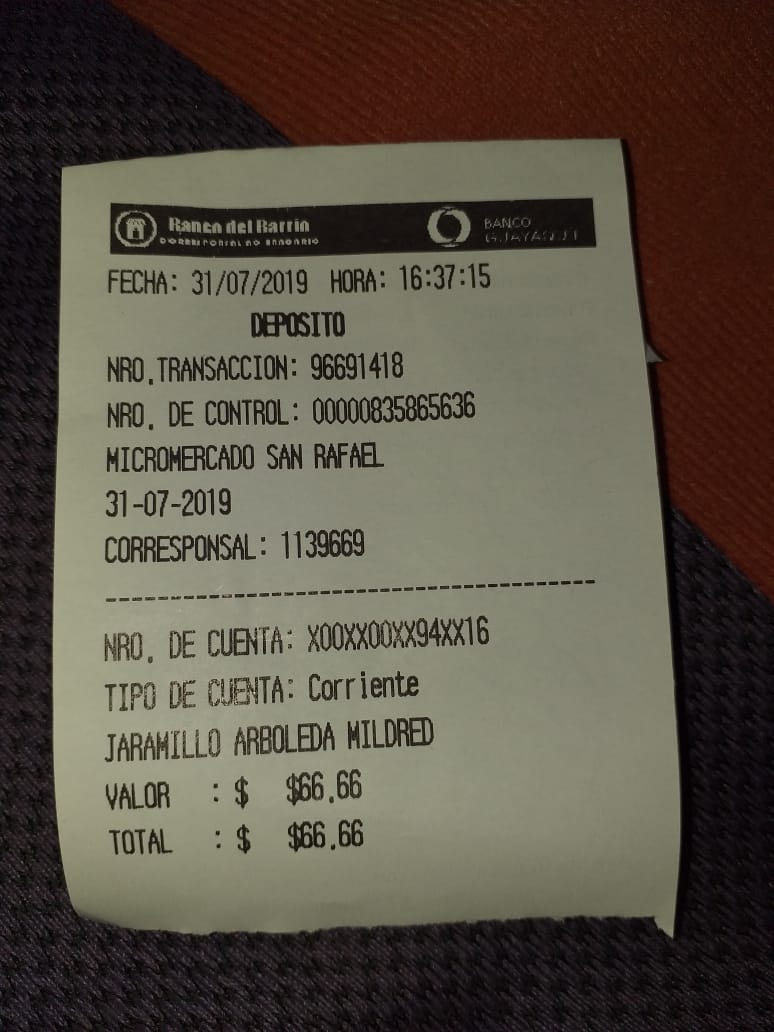 Banco del Barrio
CORRESPONSAL NO BANCARIO
BANCO
GUAYAQUIL
FECHA: 31/07/2019 HORA: 16:37:15
DEPOSITO
NRO.TRANSACCION: 96691418
NRO. DE CONTROL: 00000835865636
MICROMERCADO SAN RAFAEL
31-07-2019
CORRESPONSAL: 1139669
--------------------------------------------
NRO. DE CUENTA: X00XX00XX94XX16
TIPO DE CUENTA: Corriente
JARAMILLO ARBOLEDA MILDRED
VALOR : $ $66.66
TOTAL : $ $66.66